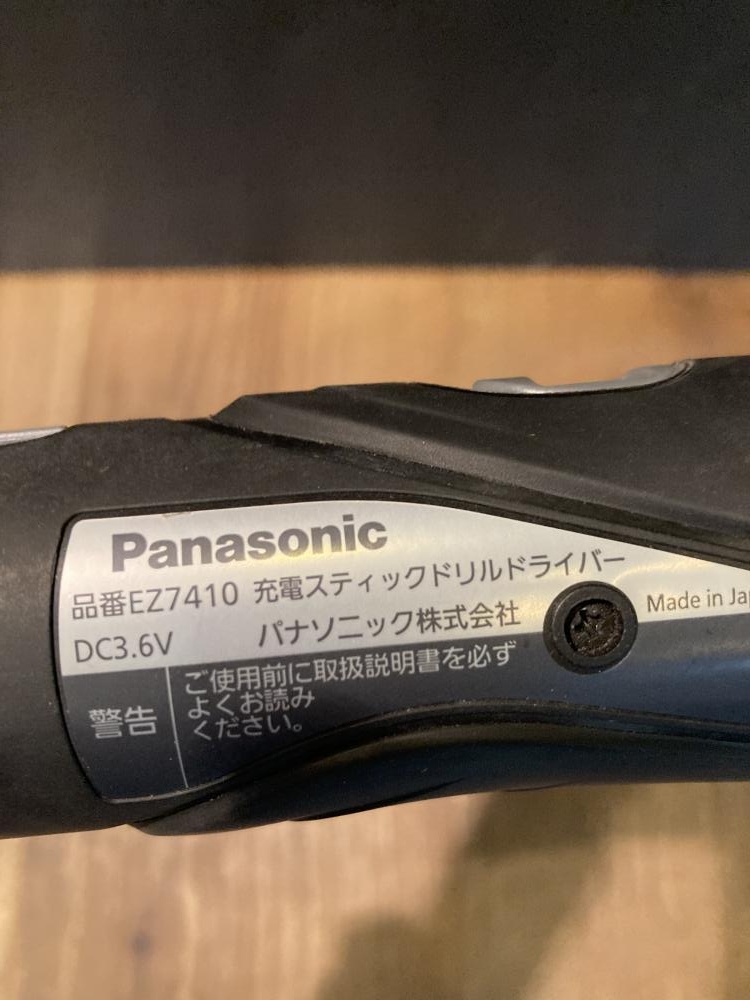 Panasonic
品番EZ7410 充電スティックドリルドライバー
DC3.6V パナソニック株式会社
Made in
警告
ご使用前に取扱説明書を必ず
よくお読み
ください。